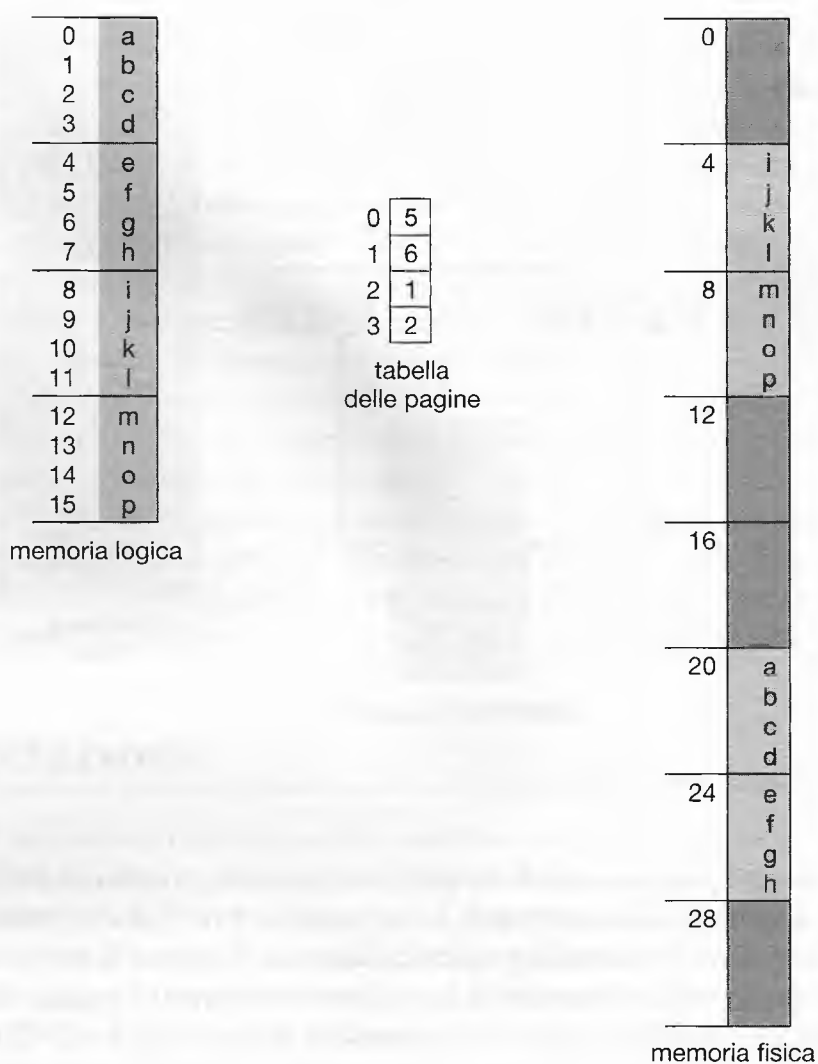 0 a
1 b
2 c
3 d
4 e
5 f
6 g
7 h
8 i
9 j
10 k
11 l
12 m
13 n
14 o
15 p
memoria logica
0 5
1 6
2 1
3 2
tabella
delle pagine
0
4 i
j
k
l
8 m
n
o
p
12
16
20 a
b
c
d
24 e
f
g
h
28
memoria fisica